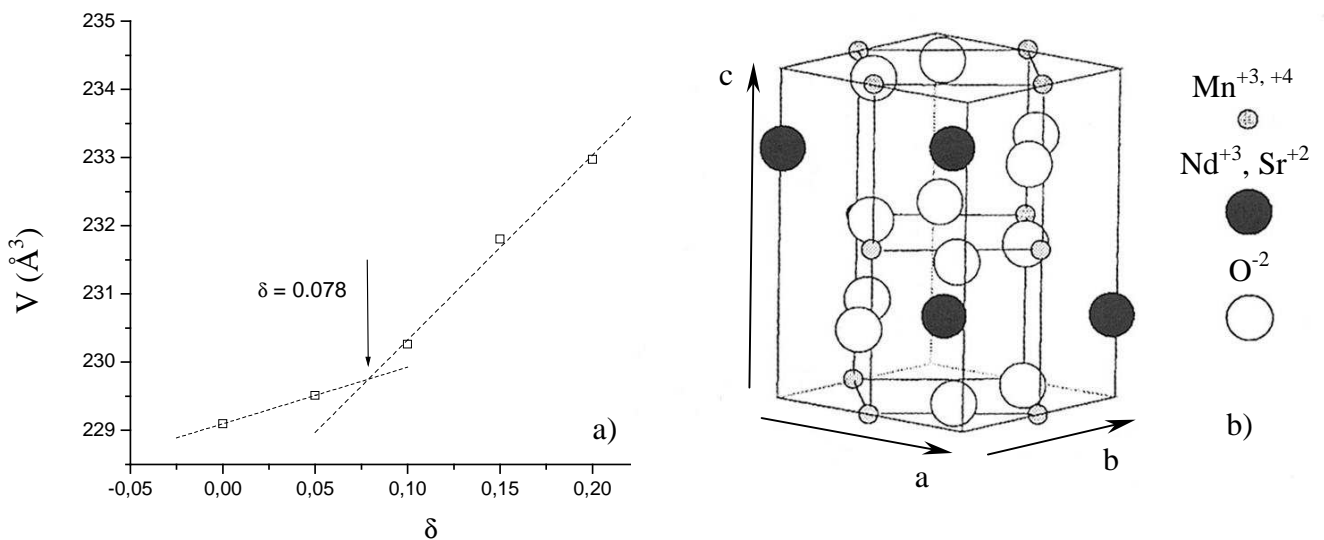 235
234
233
232
231
230
229
V (Å³)
-0,05 0,00 0,05 0,10 0,15 0,20
δ
δ = 0.078
a)
c
a
b
Mn⁺³, ⁺⁴
Nd⁺³, Sr⁺²
O⁻²
b)